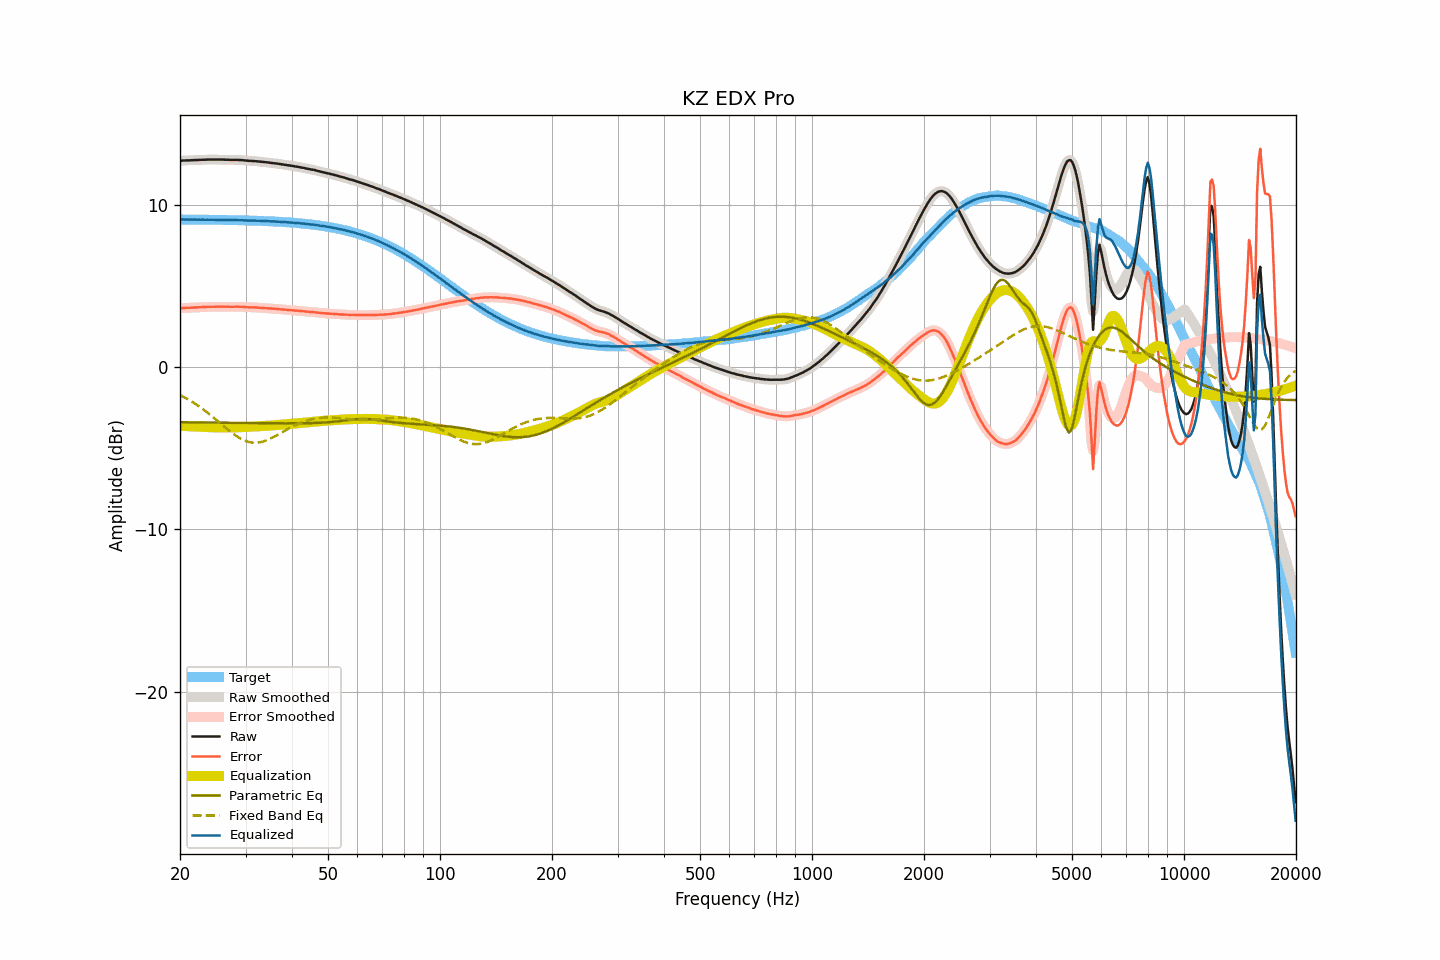 KZ EDX Pro
10
0
−10
−20
Amplitude (dBr)
Target
Raw Smoothed
Error Smoothed
Raw
Error
Equalization
Parametric Eq
Fixed Band Eq
Equalized
20 50 100 200 500 1000 2000 5000 10000 20000
Frequency (Hz)